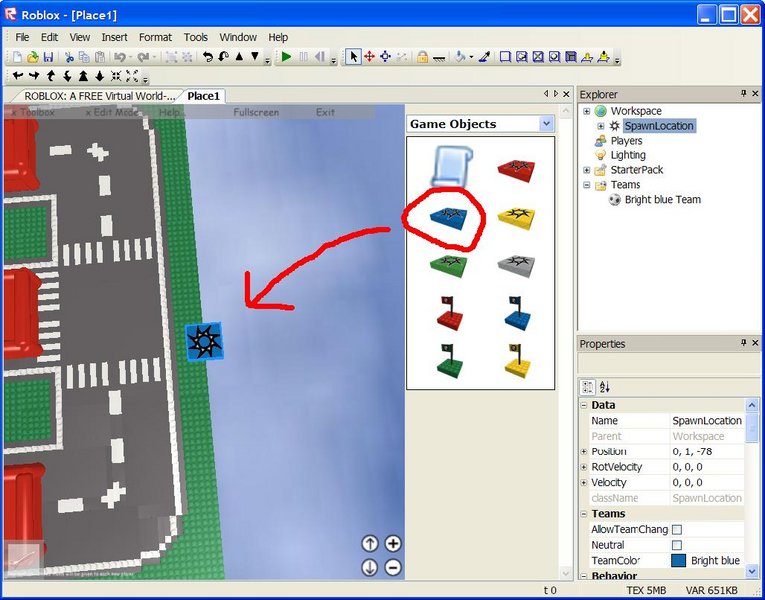 Roblox - [Place1]
File Edit View Insert Format Tools Window Help
ROBLOX: A FREE Virtual World-... Place1
x Toolbox x Edit Mode Help... Fullscreen Exit
Game Objects
Explorer
Workspace
SpawnLocation
Players
Lighting
StarterPack
Teams
Bright blue Team
Properties
Data
Name SpawnLocation
Parent Workspace
Position 0, 1, -78
RotVelocity 0, 0, 0
Velocity 0, 0, 0
className SpawnLocation
Teams
AllowTeamChang
Neutral
TeamColor Bright blue
Behavior
t 0 TEX 5MB VAR 651KB